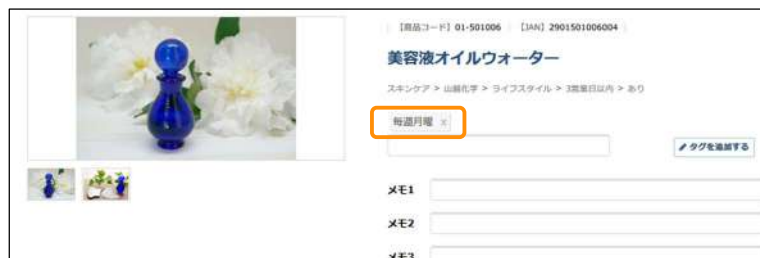 【商品コード】01-501006 【JAN】2901501006004
美容液オイルウォーター
スキンケア > 山越化学 > ライフスタイル > 3営業日以内 > あり
毎週月曜 ×
タグを追加する
メモ1
メモ2
メモ3